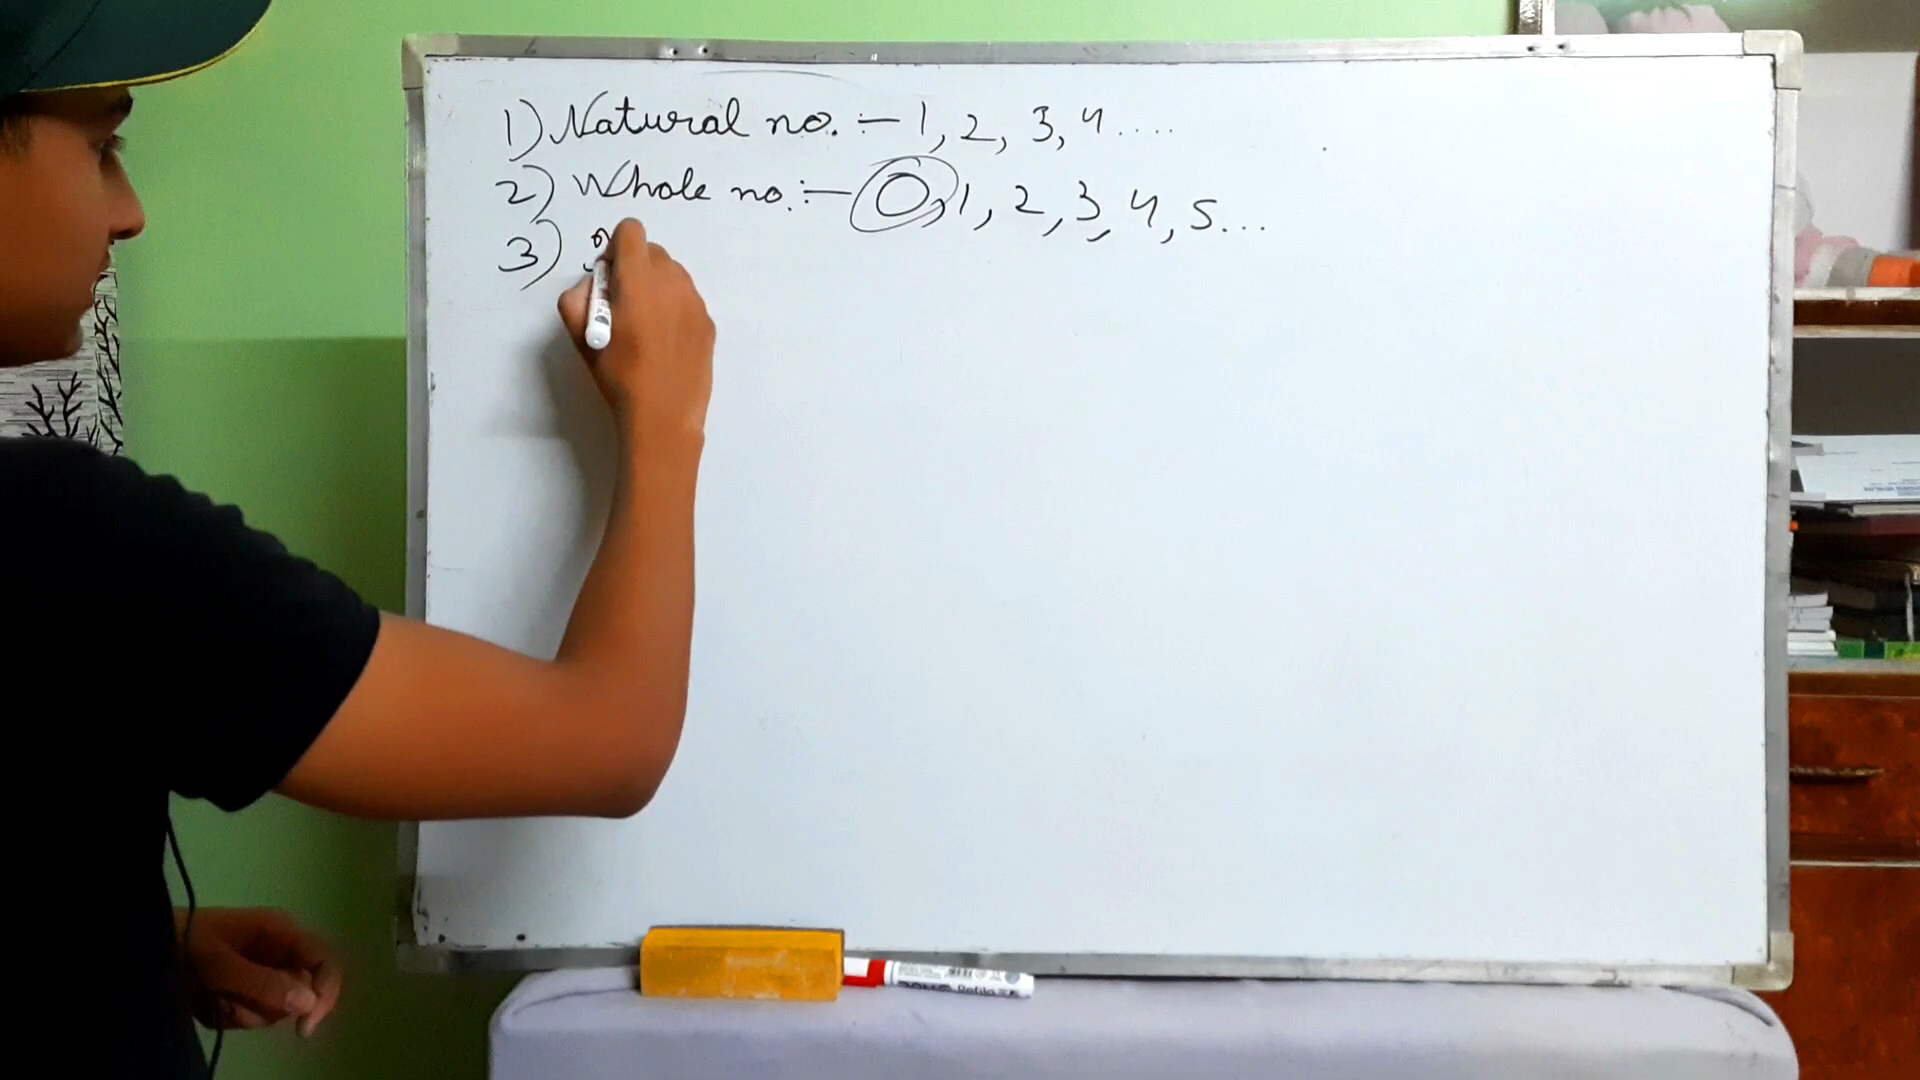 1) Natural no. :- 1, 2, 3, 4 ....
2) Whole no. :- 0, 1, 2, 3, 4, 5...
3)